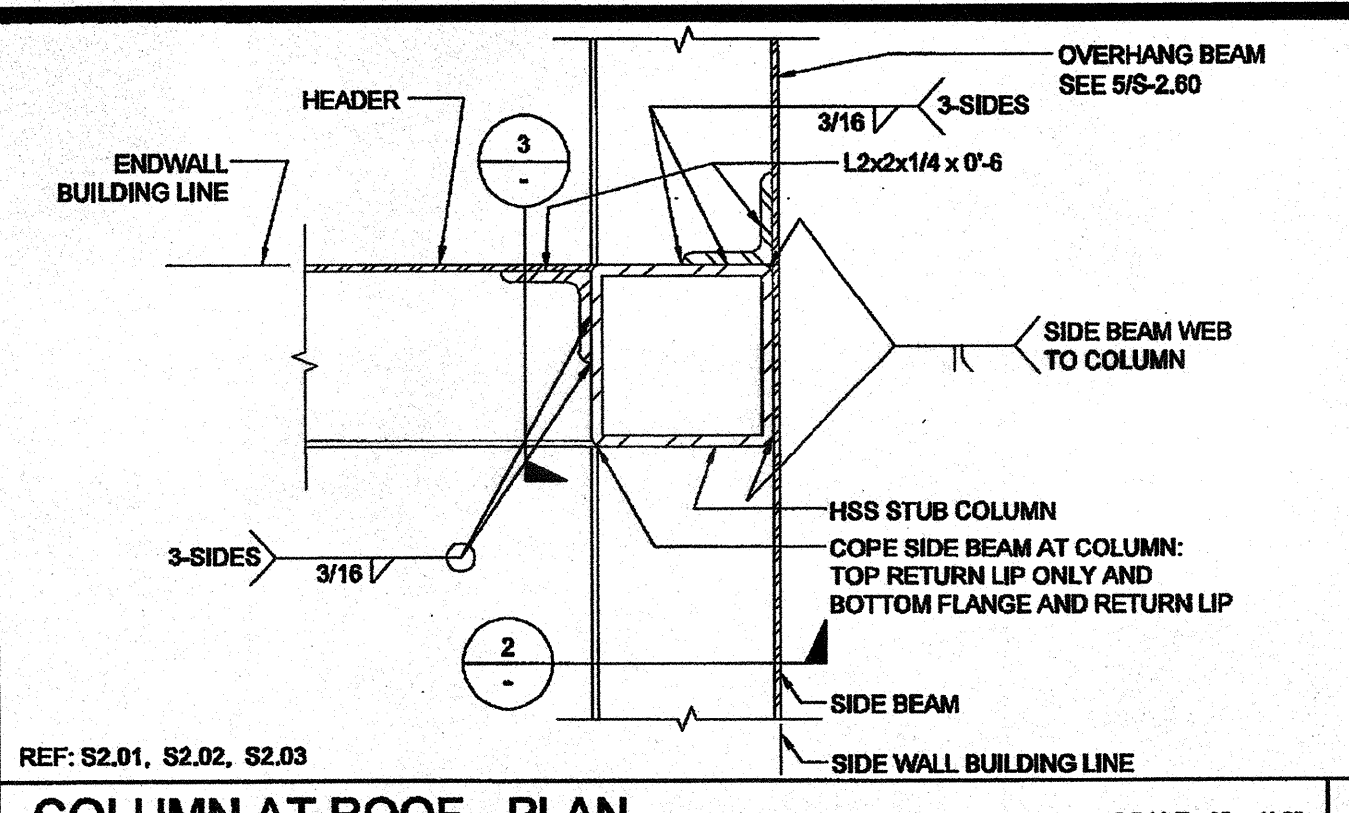 OVERHANG BEAM
SEE 5/S-2.60
HEADER
3/16
3-SIDES
3
-
ENDWALL
BUILDING LINE
L2x2x1/4 x 0'-6
SIDE BEAM WEB
TO COLUMN
HSS STUB COLUMN
COPE SIDE BEAM AT COLUMN:
TOP RETURN LIP ONLY AND
BOTTOM FLANGE AND RETURN LIP
3-SIDES
3/16
2
-
SIDE BEAM
REF: S2.01, S2.02, S2.03
SIDE WALL BUILDING LINE
COLUMN AT ROOF - PLAN